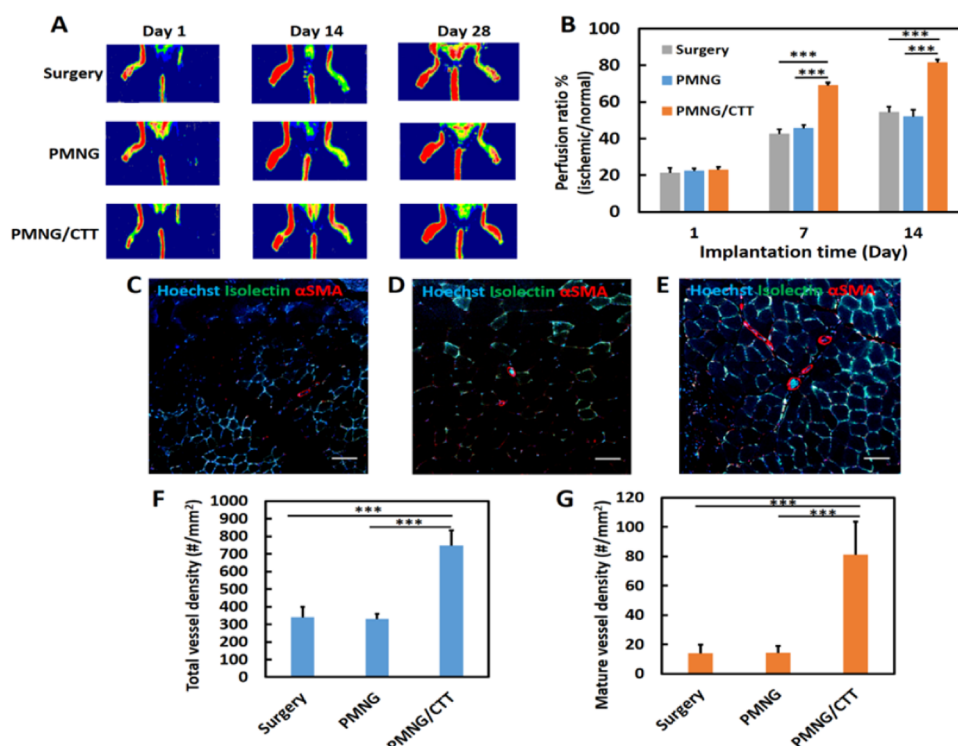 A
Day 1
Day 14
Day 28
Surgery
PMNG
PMNG/CTT
B
Perfusion ratio %
(ischemic/normal)
100
80
60
40
20
0
Surgery
PMNG
PMNG/CTT
***
***
***
***
1
7
14
Implantation time (Day)
C
Hoechst Isolectin αSMA
D
Hoechst Isolectin αSMA
E
Hoechst Isolectin αSMA
F
Total vessel density (#/mm²)
1000
900
800
700
600
500
400
300
200
100
0
***
***
Surgery
PMNG
PMNG/CTT
G
Mature vessel density (#/mm²)
120
100
80
60
40
20
0
***
***
Surgery
PMNG
PMNG/CTT